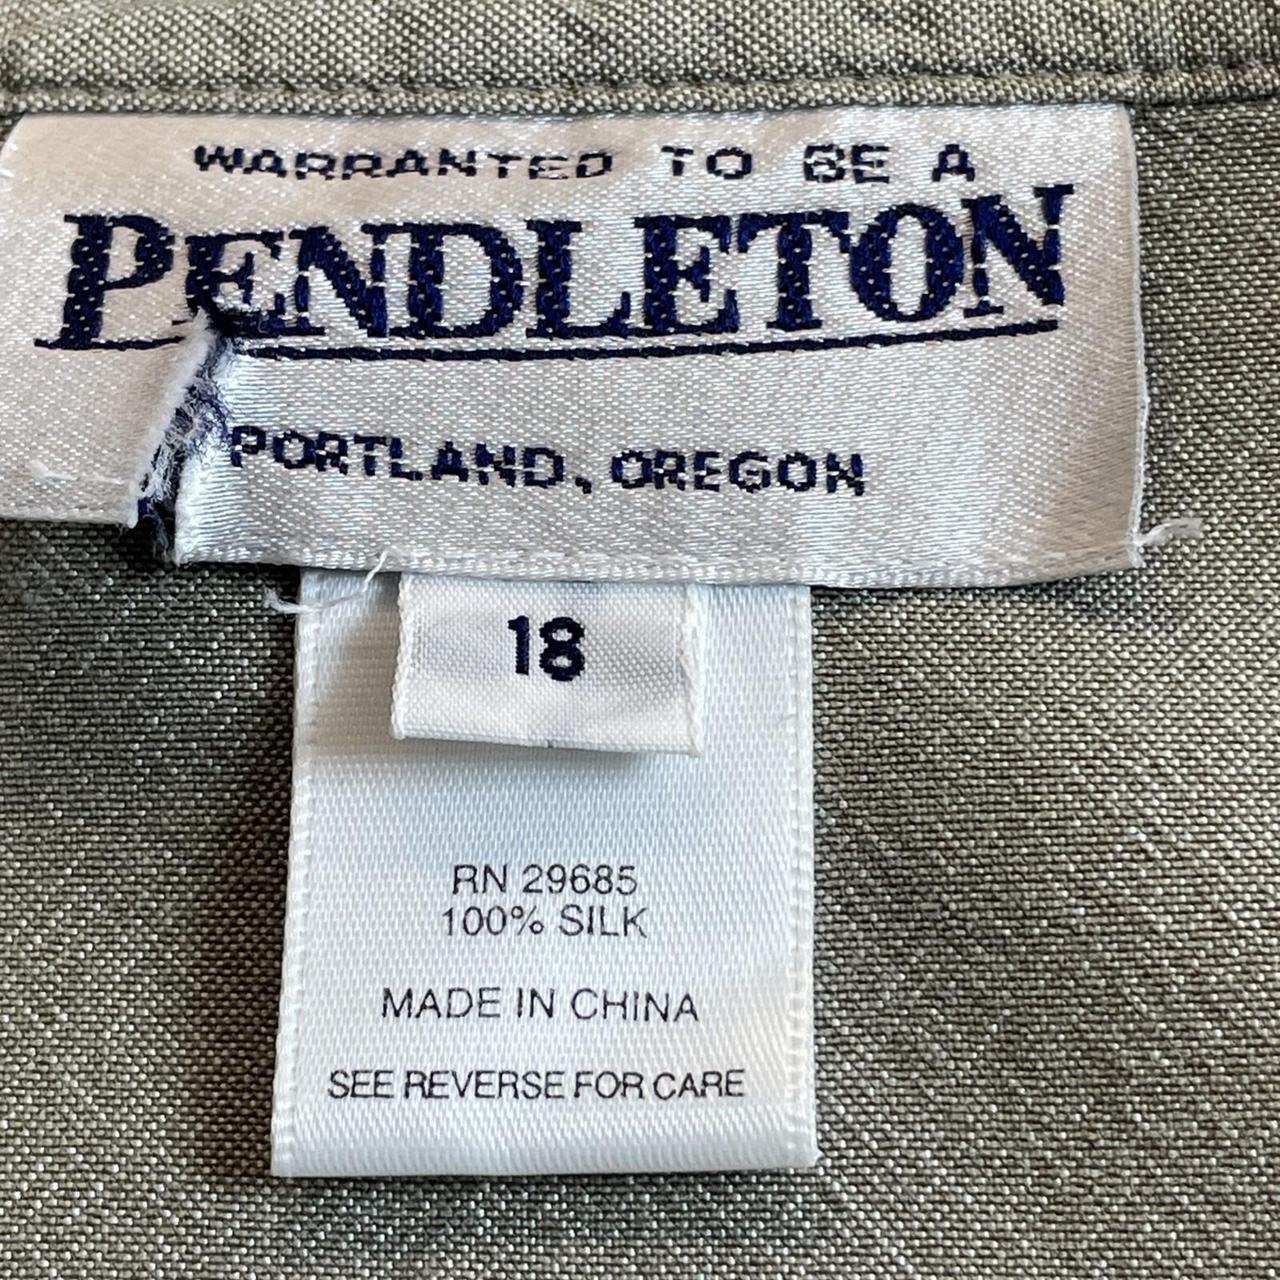 WARRANTED TO BE A
PENDLETON
PORTLAND, OREGON
18
RN 29685
100% SILK
MADE IN CHINA
SEE REVERSE FOR CARE